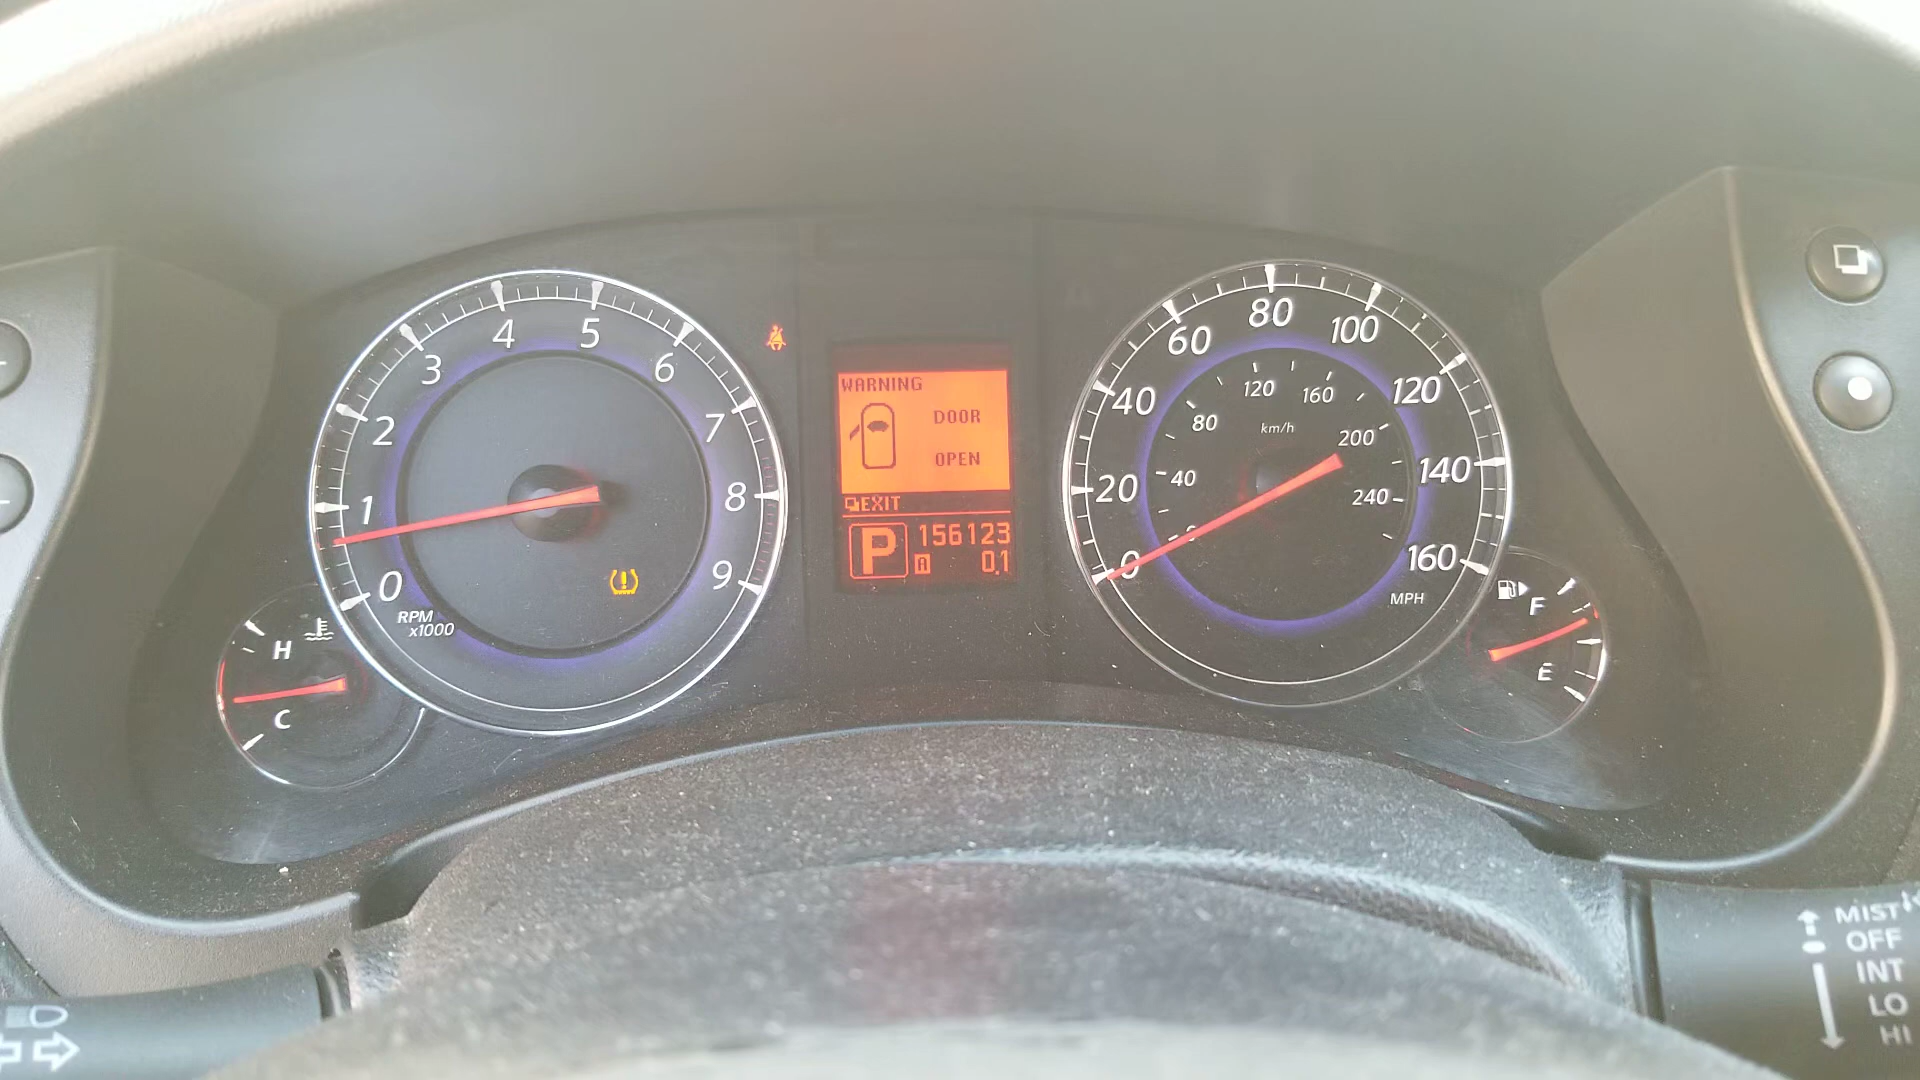 0
1
2
3
4
5
6
7
8
9
RPM
x1000
H
C
WARNING
DOOR
OPEN
EXIT
P 156123
A 0.1
0
20
40
60
80
100
120
140
160
MPH
0
40
80
120
160
200
240
km/h
F
E
MIST
OFF
INT
LO
HI